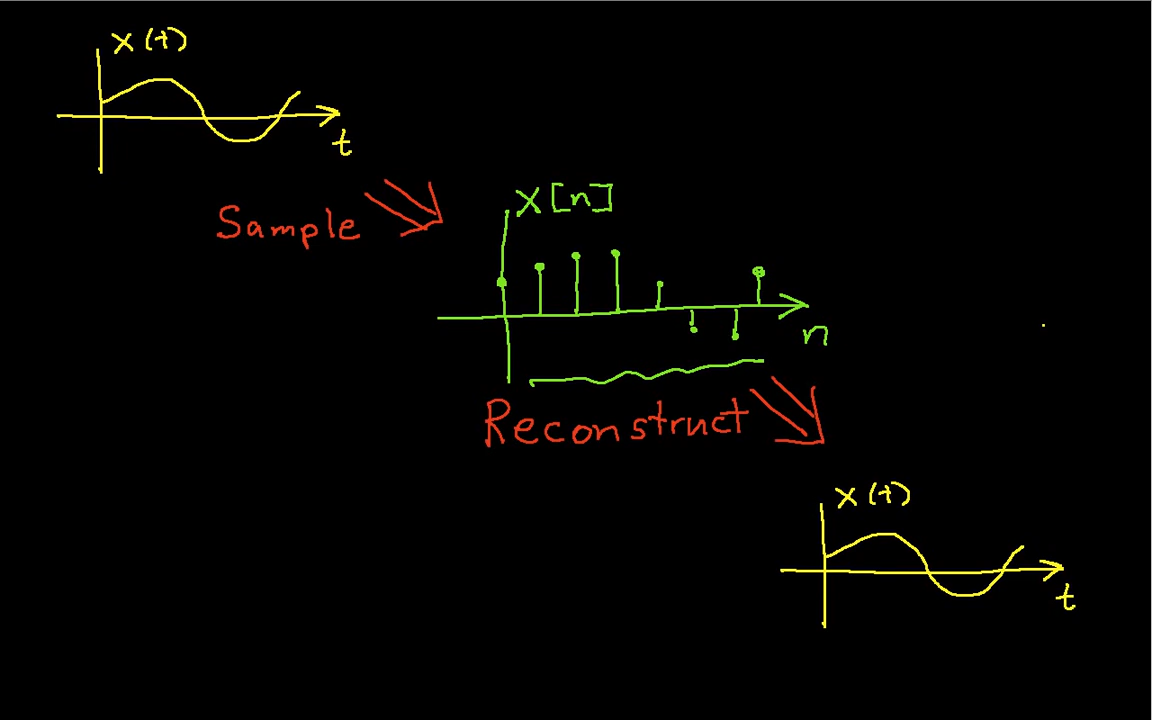 x(t)
t
Sample
x[n]
n
Reconstruct
x(t)
t